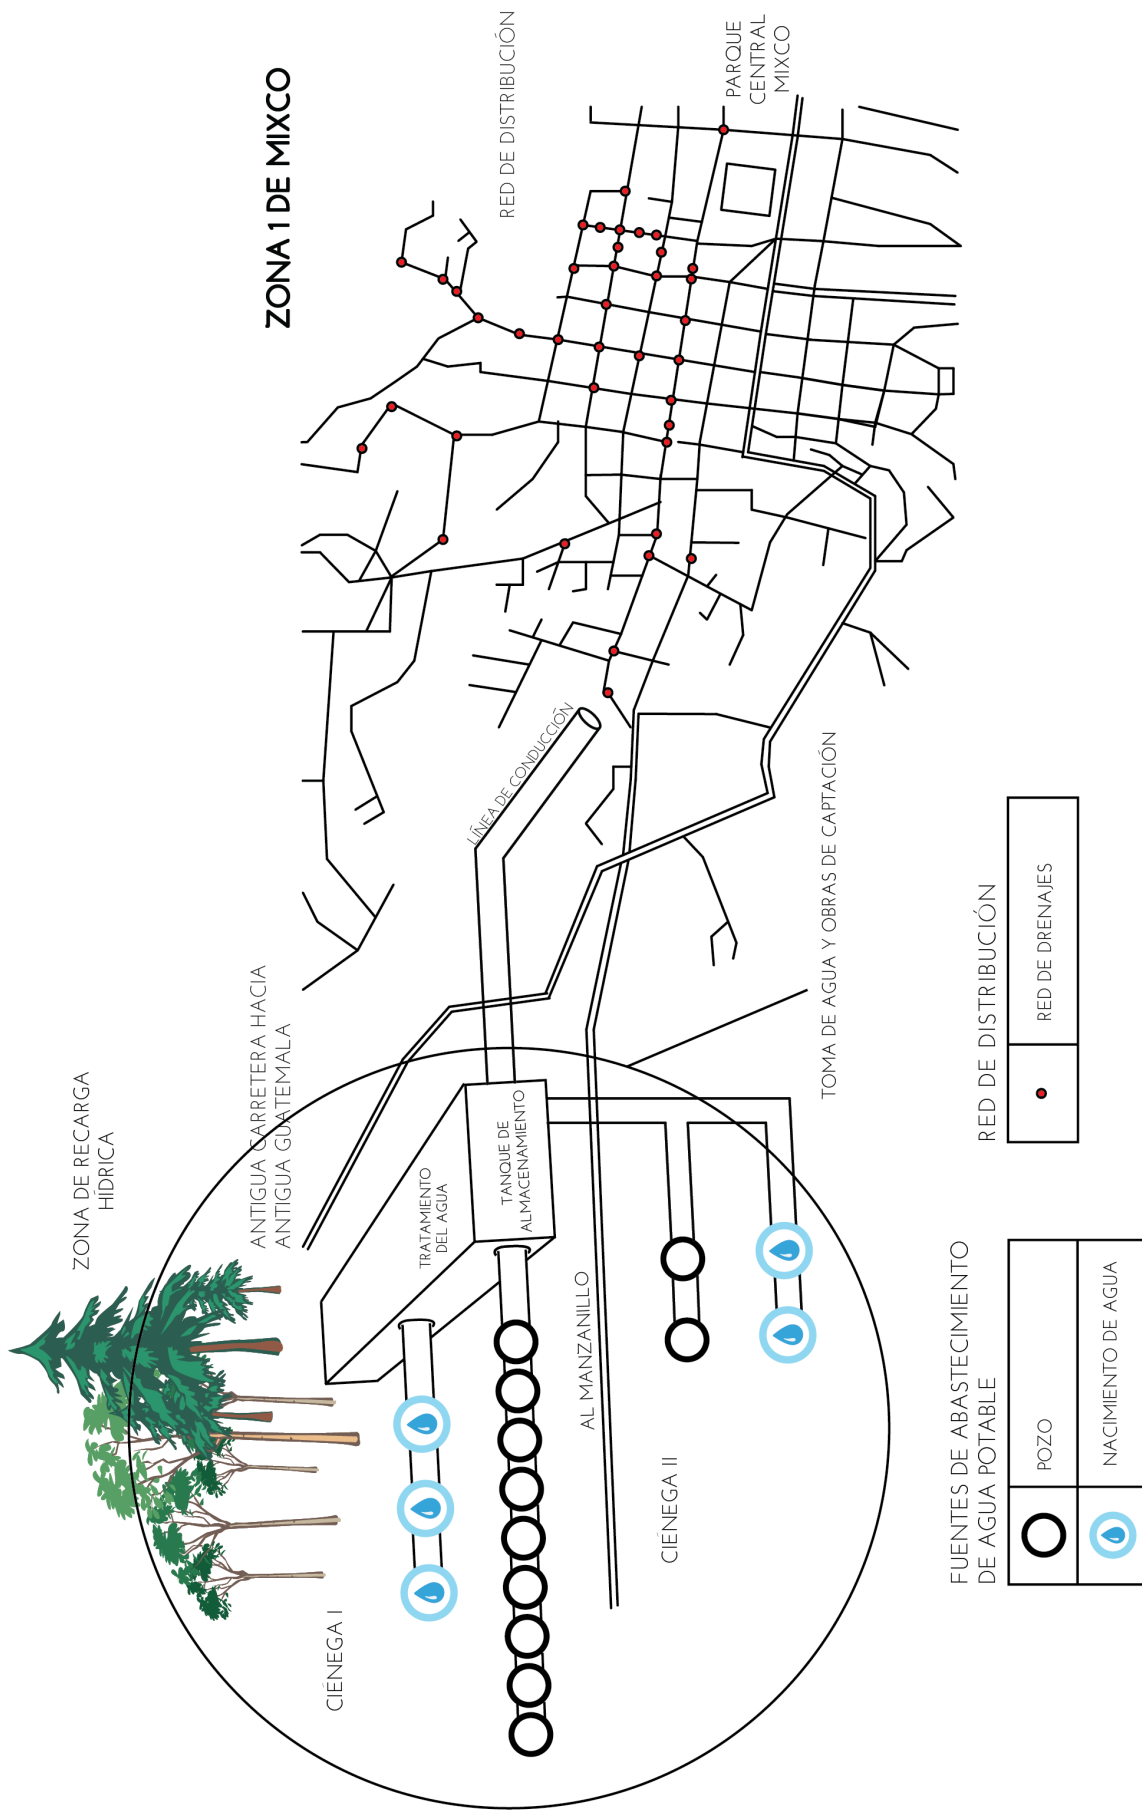 ZONA 1 DE MIXCO
ZONA DE RECARGA
HÍDRICA
ANTIGUA CARRETERA HACIA
ANTIGUA GUATEMALA
RED DE DISTRIBUCIÓN
PARQUE
CENTRAL
MIXCO
LÍNEA DE CONDUCCIÓN
TRATAMIENTO
DEL AGUA
TANQUE DE
ALMACENAMIENTO
CIÉNEGA I
AL MANZANILLO
CIÉNEGA II
TOMA DE AGUA Y OBRAS DE CAPTACIÓN
FUENTES DE ABASTECIMIENTO
DE AGUA POTABLE
POZO
NACIMIENTO DE AGUA
RED DE DISTRIBUCIÓN
RED DE DRENAJES